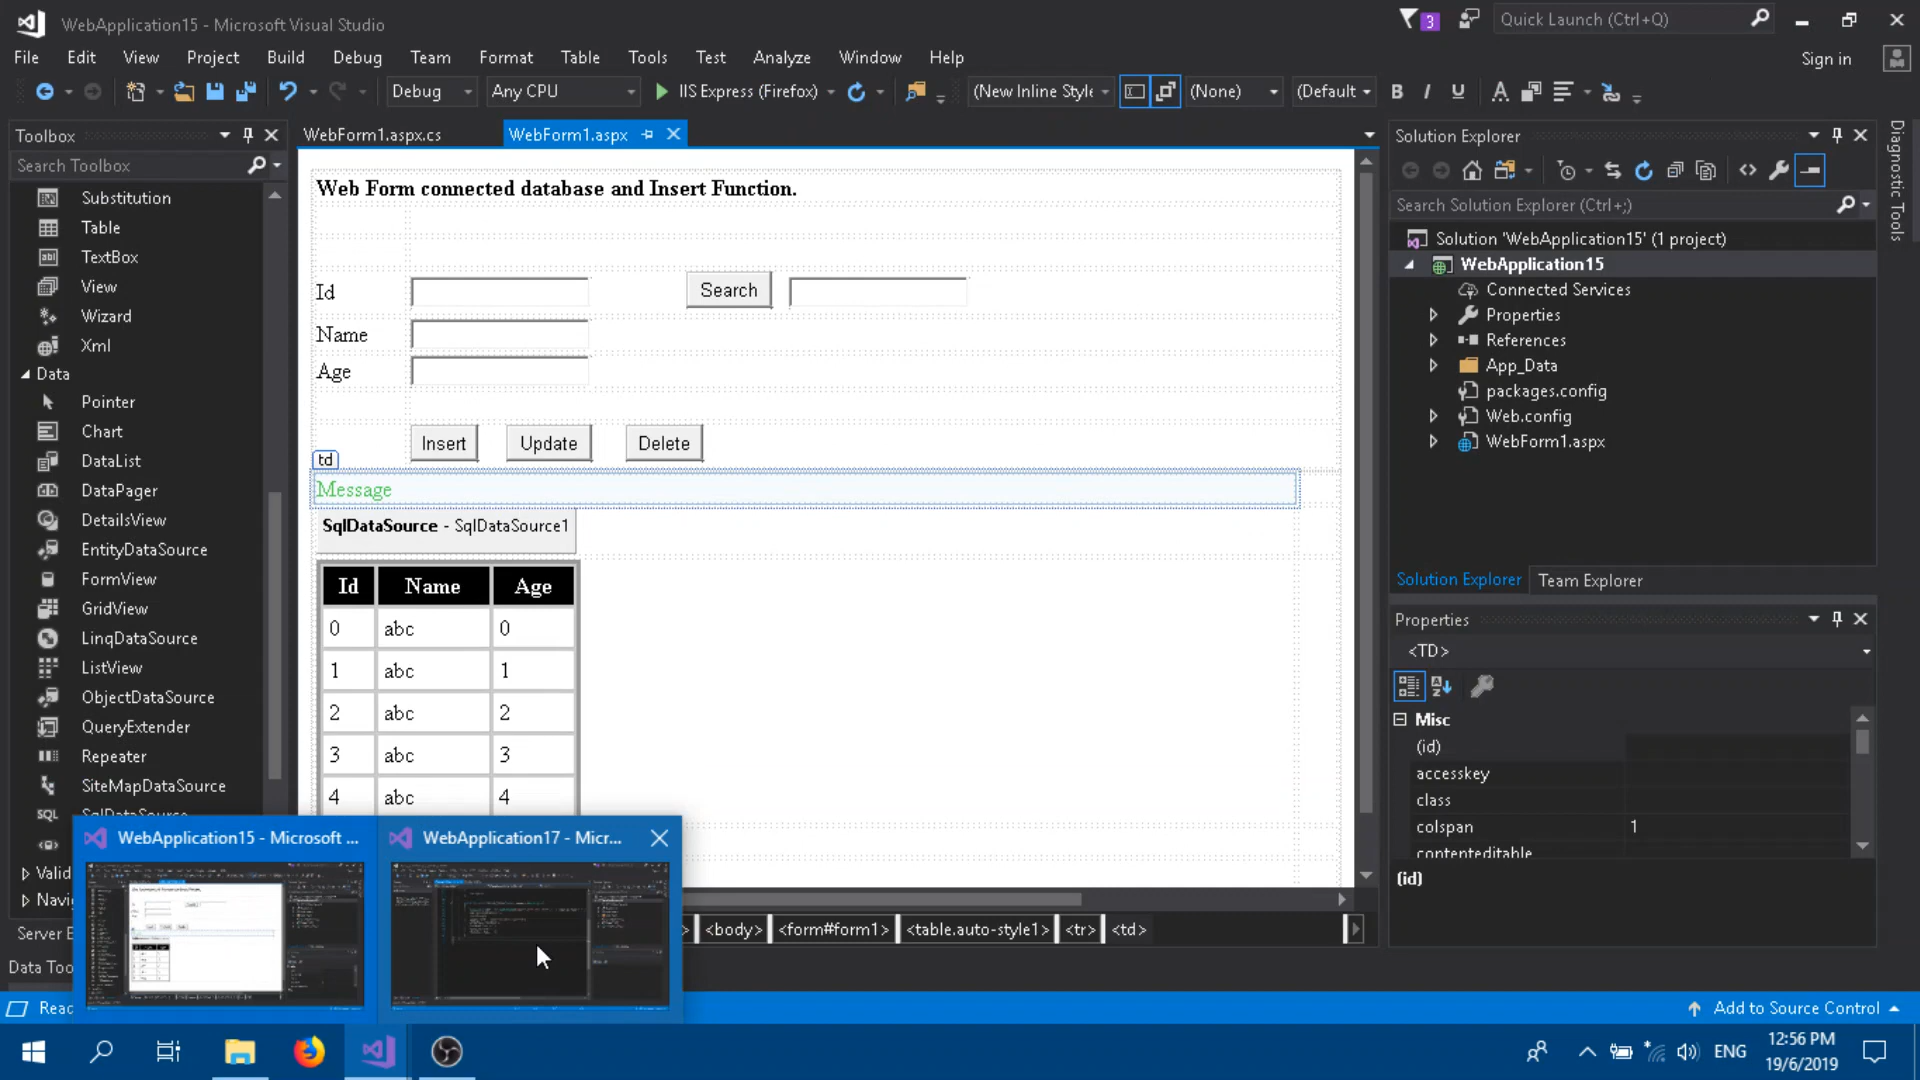 WebApplication15 - Microsoft Visual Studio
3
Quick Launch (Ctrl+Q)
File Edit View Project Build Debug Team Format Table Tools Test Analyze Window Help
Sign in
Debug Any CPU IIS Express (Firefox) (New Inline Style (None) (Default B I U A
Toolbox
Search Toolbox
Substitution
Table
TextBox
View
Wizard
Xml
Data
Pointer
Chart
DataList
DataPager
DetailsView
EntityDataSource
FormView
GridView
LinqDataSource
ListView
ObjectDataSource
QueryExtender
Repeater
SiteMapDataSource
SqlDataSource
Valid
Navi
Server E
Data Too
WebForm1.aspx.cs WebForm1.aspx
Web Form connected database and Insert Function.
Id Search
Name
Age
Insert Update Delete
td
Message
SqlDataSource - SqlDataSource1
Id Name Age
0 abc 0
1 abc 1
2 abc 2
3 abc 3
4 abc 4
WebApplication15 - Microsoft ...
WebApplication17 - Micr...
<body> <form#form1> <table.auto-style1> <tr> <td>
Solution Explorer
Search Solution Explorer (Ctrl+;)
Solution 'WebApplication15' (1 project)
WebApplication15
Connected Services
Properties
References
App_Data
packages.config
Web.config
WebForm1.aspx
Solution Explorer Team Explorer
Properties
<TD>
Misc
(id)
accesskey
class
colspan 1
contenteditable
(id)
Diagnostic Tools
Read
Add to Source Control
ENG
12:56 PM
19/6/2019